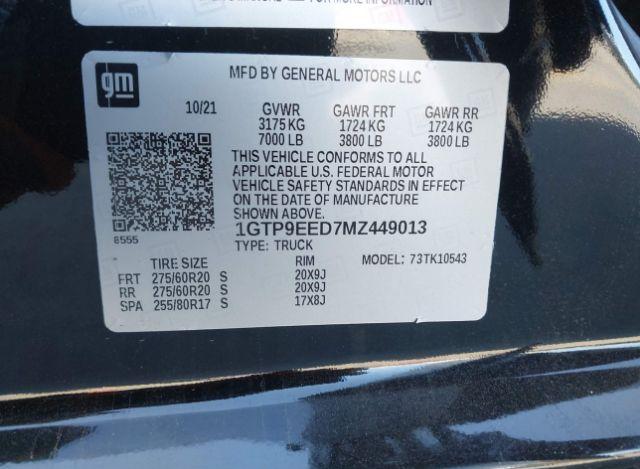 FOR MORE INFORMATION
gm
MFD BY GENERAL MOTORS LLC
10/21 GVWR GAWR FRT GAWR RR
3175 KG 1724 KG 1724 KG
7000 LB 3800 LB 3800 LB
THIS VEHICLE CONFORMS TO ALL
APPLICABLE U.S. FEDERAL MOTOR
VEHICLE SAFETY STANDARDS IN EFFECT
ON THE DATE OF MANUFACTURE
SHOWN ABOVE.
8555 1GTP9EED7MZ449013
TYPE: TRUCK
TIRE SIZE RIM MODEL: 73TK10543
FRT 275/60R20 S 20X9J
RR 275/60R20 S 20X9J
SPA 255/80R17 S 17X8J